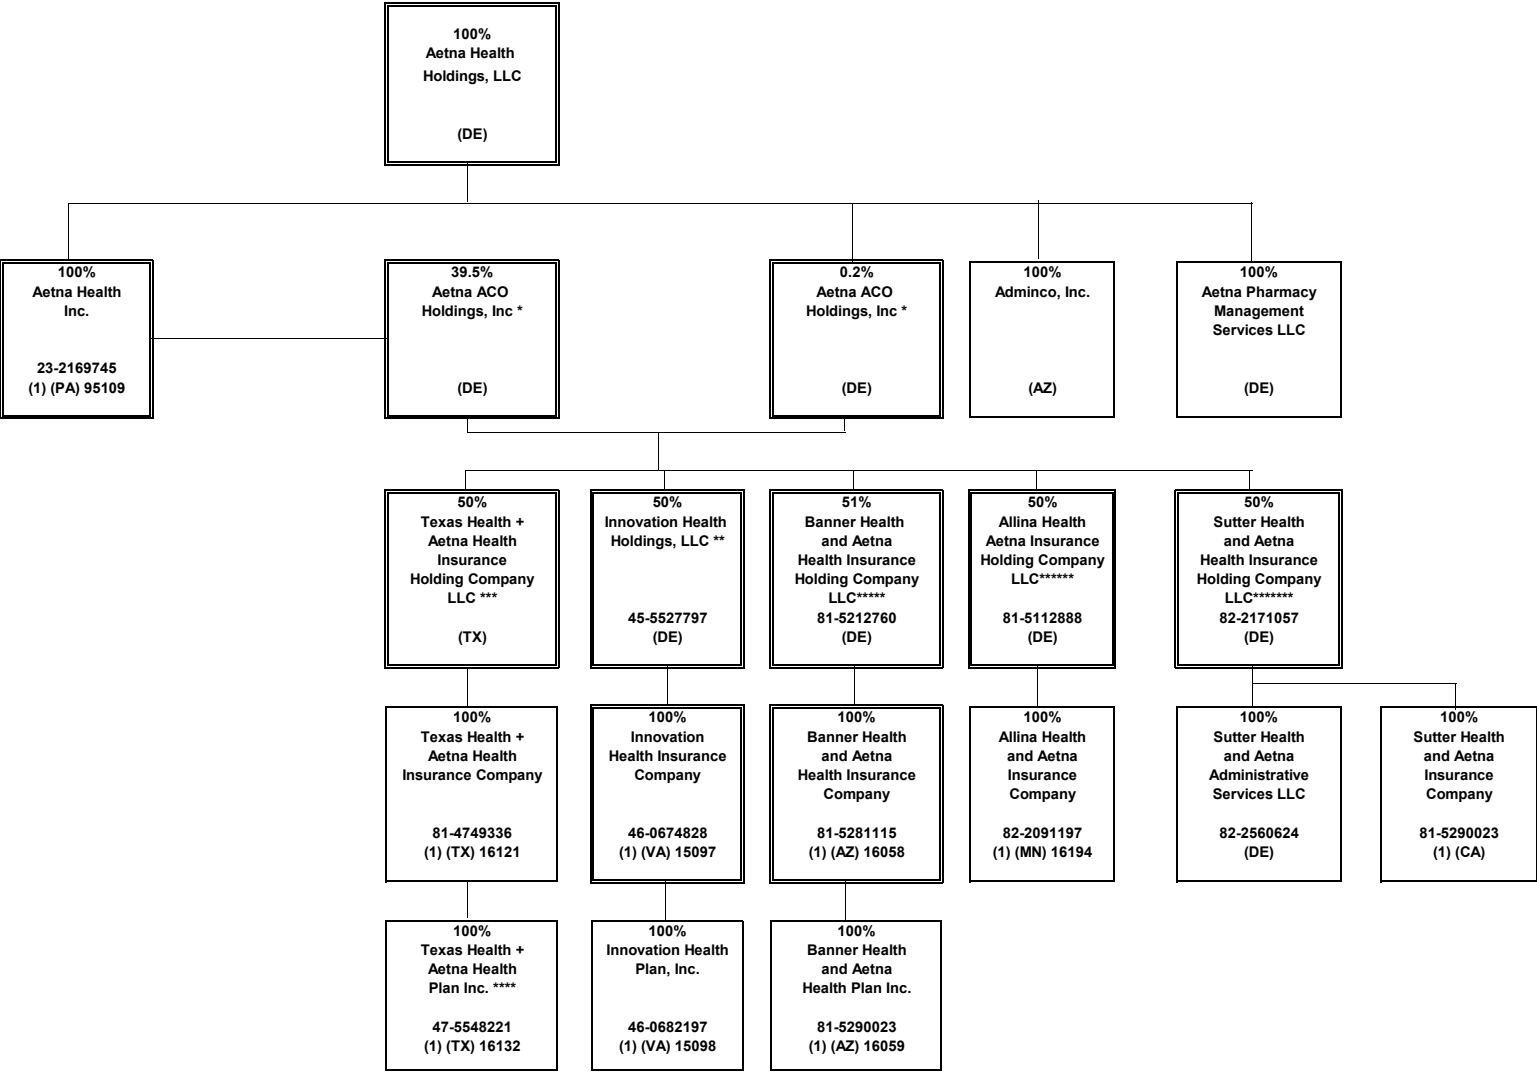 100%
Aetna Health
Holdings, LLC
(DE)
100%
Aetna Health
Inc.
23-2169745
(1) (PA) 95109
39.5%
Aetna ACO
Holdings, Inc *
(DE)
0.2%
Aetna ACO
Holdings, Inc *
(DE)
100%
Adminco, Inc.
(AZ)
100%
Aetna Pharmacy
Management
Services LLC
(DE)
50%
Texas Health +
Aetna Health
Insurance
Holding Company
LLC ***
(TX)
50%
Innovation Health
Holdings, LLC **
45-5527797
(DE)
51%
Banner Health
and Aetna
Health Insurance
Holding Company
LLC*****
81-5212760
(DE)
50%
Allina Health
Aetna Insurance
Holding Company
LLC******
81-5112888
(DE)
50%
Sutter Health
and Aetna
Health Insurance
Holding Company
LLC*******
82-2171057
(DE)
100%
Texas Health +
Aetna Health
Insurance Company
81-4749336
(1) (TX) 16121
100%
Innovation
Health Insurance
Company
46-0674828
(1) (VA) 15097
100%
Banner Health
and Aetna
Health Insurance
Company
81-5281115
(1) (AZ) 16058
100%
Allina Health
and Aetna
Insurance
Company
82-2091197
(1) (MN) 16194
100%
Sutter Health
and Aetna
Administrative
Services LLC
82-2560624
(DE)
100%
Sutter Health
and Aetna
Insurance
Company
81-5290023
(1) (CA)
100%
Texas Health +
Aetna Health
Plan Inc. ****
47-5548221
(1) (TX) 16132
100%
Innovation Health
Plan, Inc.
46-0682197
(1) (VA) 15098
100%
Banner Health
and Aetna
Health Plan Inc.
81-5290023
(1) (AZ) 16059